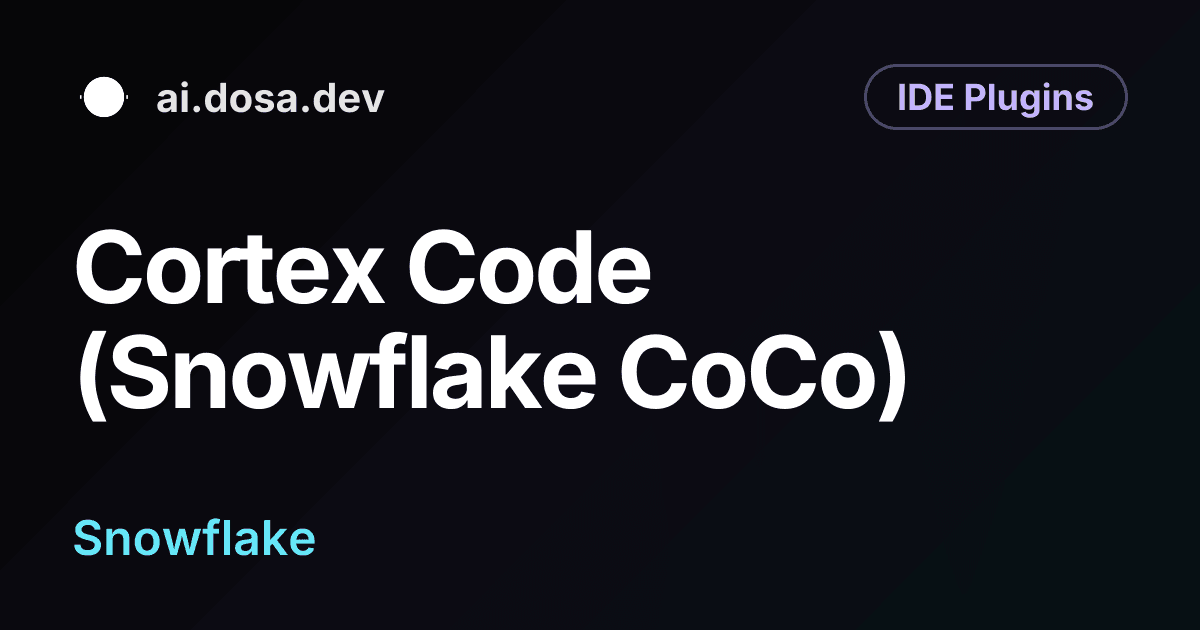 ai.dosa.dev
IDE Plugins
Cortex Code
(Snowflake CoCo)
Snowflake